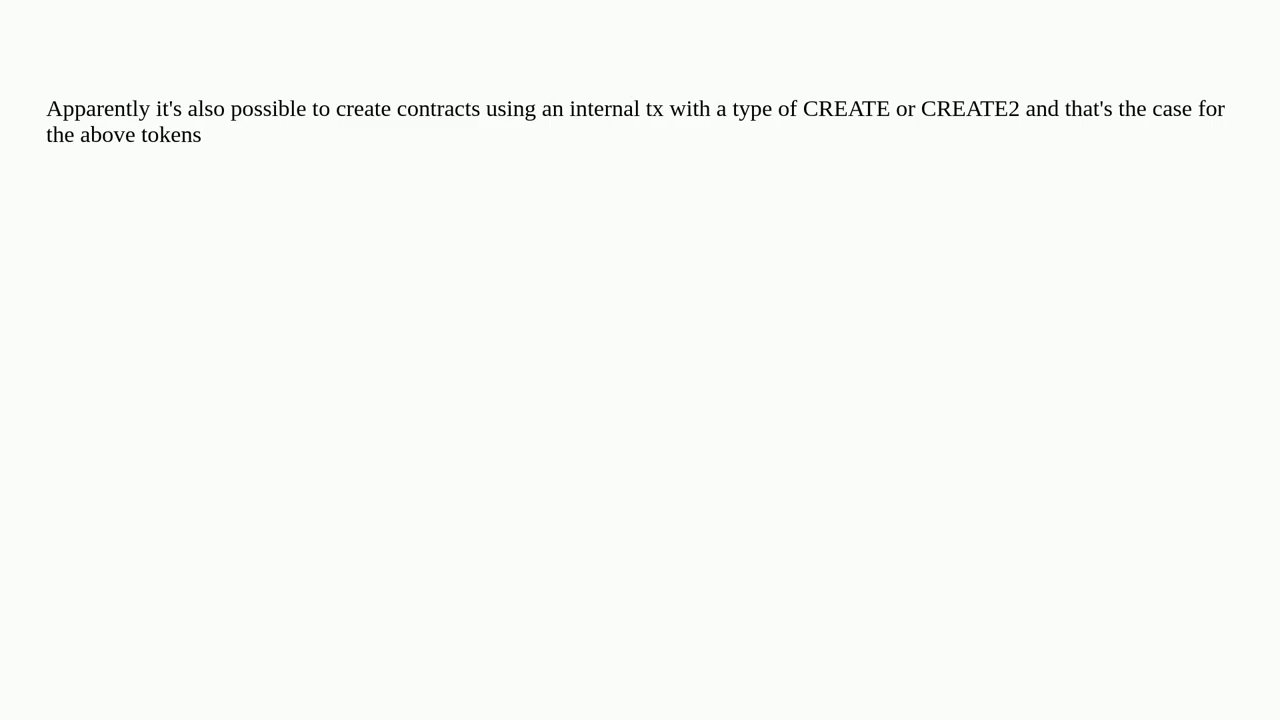 Apparently it's also possible to create contracts using an internal tx with a type of CREATE or CREATE2 and that's the case for
the above tokens